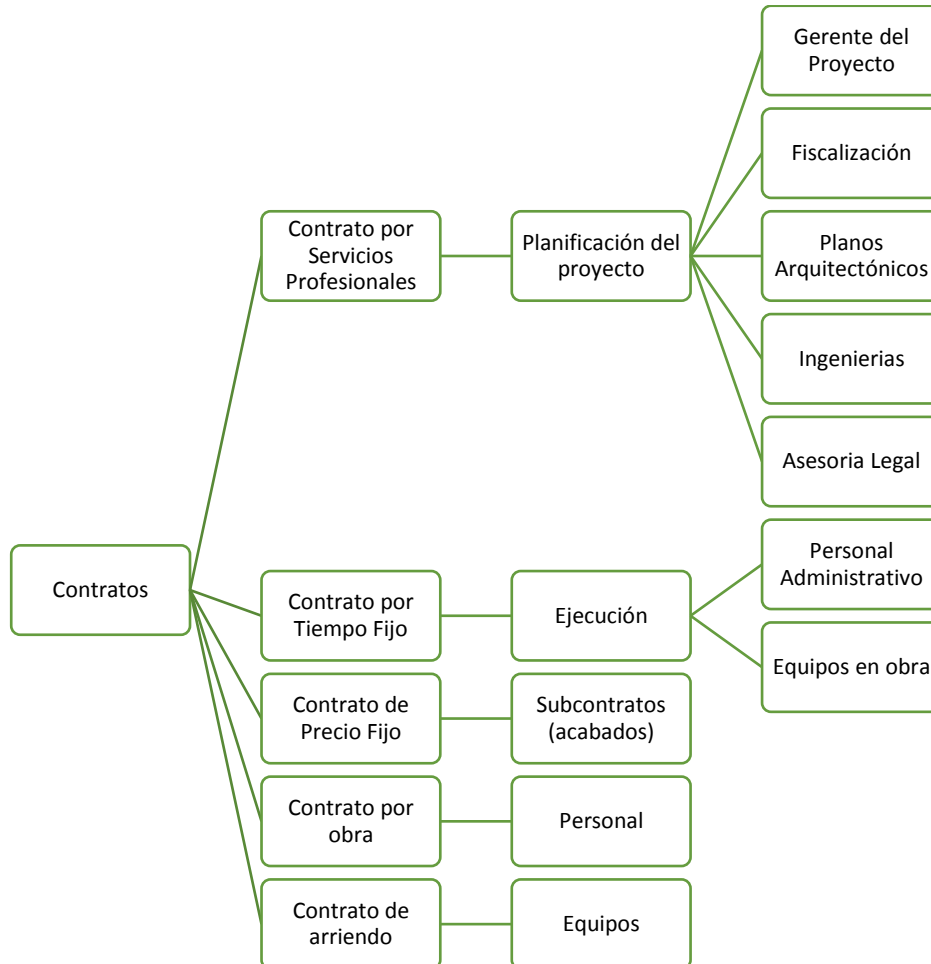 Contratos
Contrato por
Servicios
Profesionales
Planificación del
proyecto
Gerente del
Proyecto
Fiscalización
Planos
Arquitectónicos
Ingenierias
Asesoria Legal
Contrato por
Tiempo Fijo
Ejecución
Personal
Administrativo
Equipos en obra
Contrato de
Precio Fijo
Subcontratos
(acabados)
Contrato por
obra
Personal
Contrato de
arriendo
Equipos